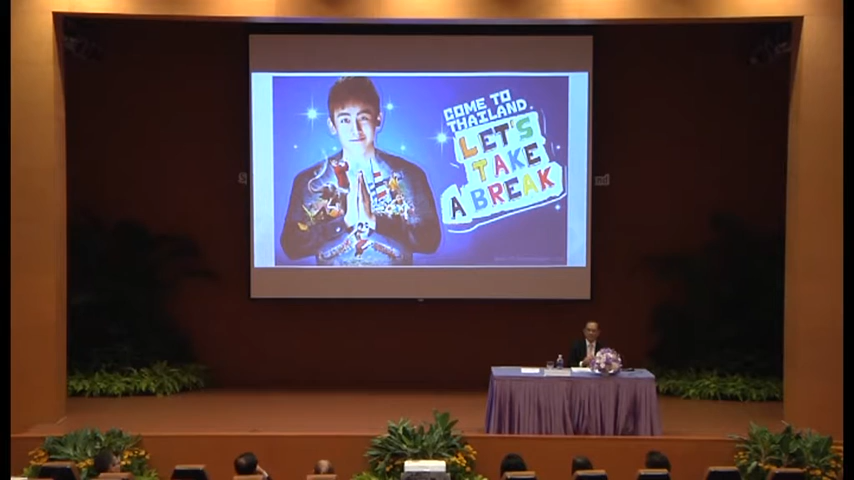 COME TO
THAILAND
LET'S
TAKE
A BREAK